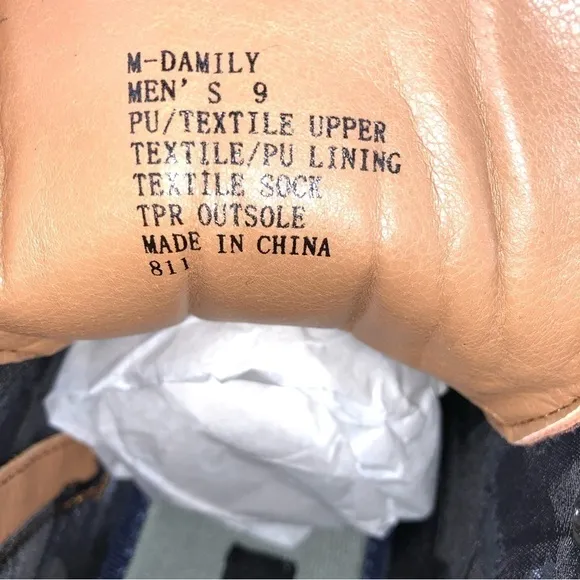 M-DAMILY
MEN'S 9
PU/TEXTILE UPPER
TEXTILE/PU LINING
TEXTILE SOCK
TPR OUTSOLE
MADE IN CHINA
811